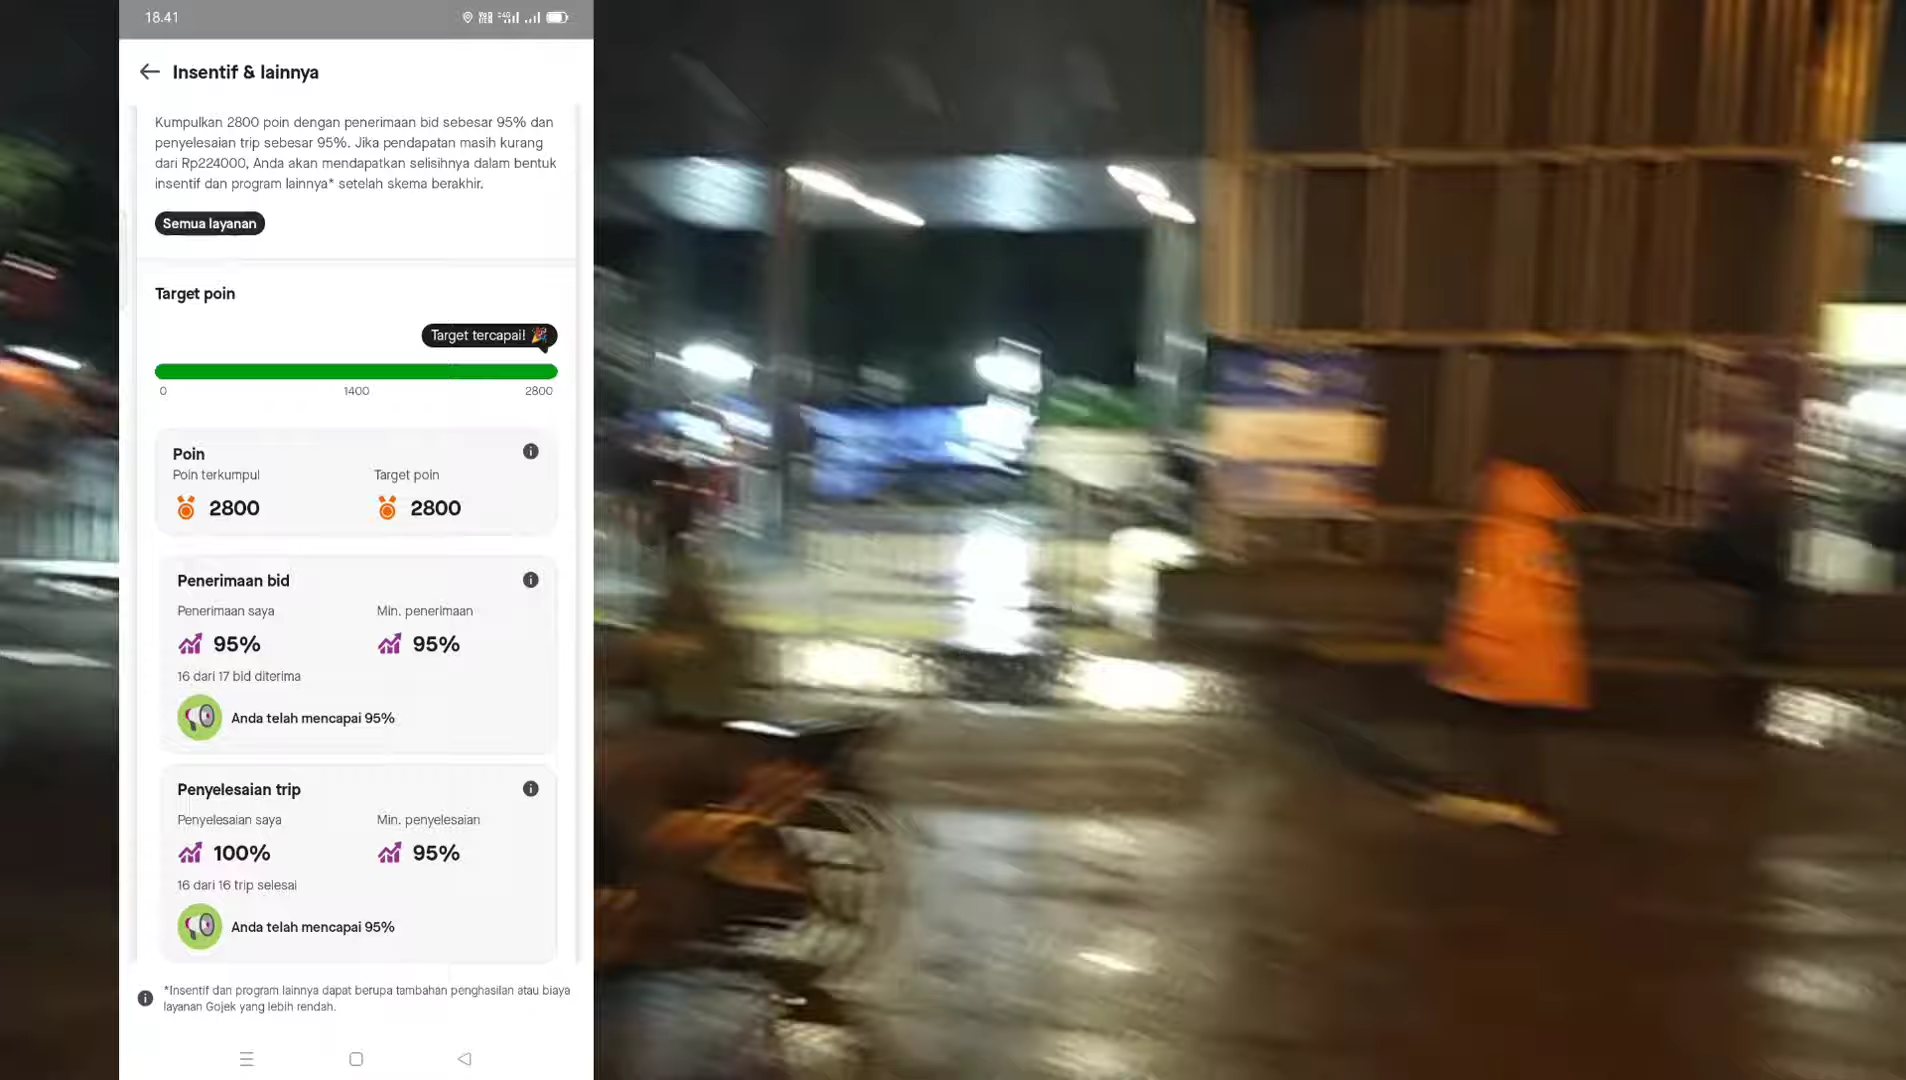 18.41
Insentif & lainnya
Kumpulkan 2800 poin dengan penerimaan bid sebesar 95% dan
penyelesaian trip sebesar 95%. Jika pendapatan masih kurang
dari Rp224000, Anda akan mendapatkan selisihnya dalam bentuk
insentif dan program lainnya* setelah skema berakhir.
Semua layanan
Target poin
Target tercapai!
0 1400 2800
Poin
Poin terkumpul Target poin
2800 2800
Penerimaan bid
Penerimaan saya Min. penerimaan
95% 95%
16 dari 17 bid diterima
Anda telah mencapai 95%
Penyelesaian trip
Penyelesaian saya Min. penyelesaian
100% 95%
16 dari 16 trip selesai
Anda telah mencapai 95%
*Insentif dan program lainnya dapat berupa tambahan penghasilan atau biaya
layanan Gojek yang lebih rendah.